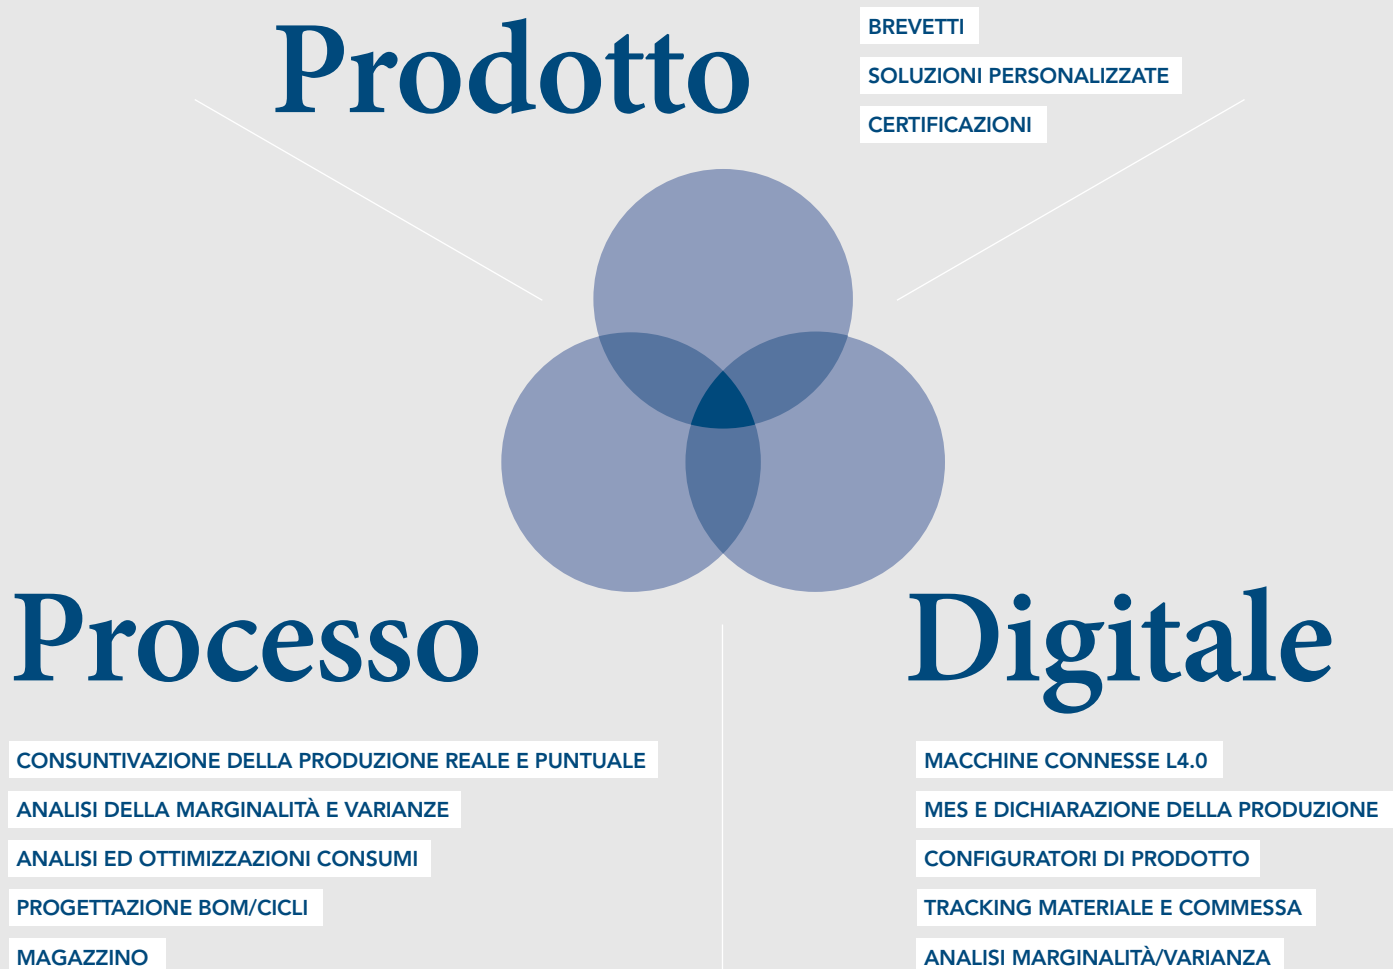 Prodotto
BREVETTI
SOLUZIONI PERSONALIZZATE
CERTIFICAZIONI
Processo
CONSUNTIVAZIONE DELLA PRODUZIONE REALE E PUNTUALE
ANALISI DELLA MARGINALITÀ E VARIANZE
ANALISI ED OTTIMIZZAZIONI CONSUMI
PROGETTAZIONE BOM/CICLI
MAGAZZINO
Digitale
MACCHINE CONNESSE L4.0
MES E DICHIARAZIONE DELLA PRODUZIONE
CONFIGURATORI DI PRODOTTO
TRACKING MATERIALE E COMMESSA
ANALISI MARGINALITÀ/VARIANZA